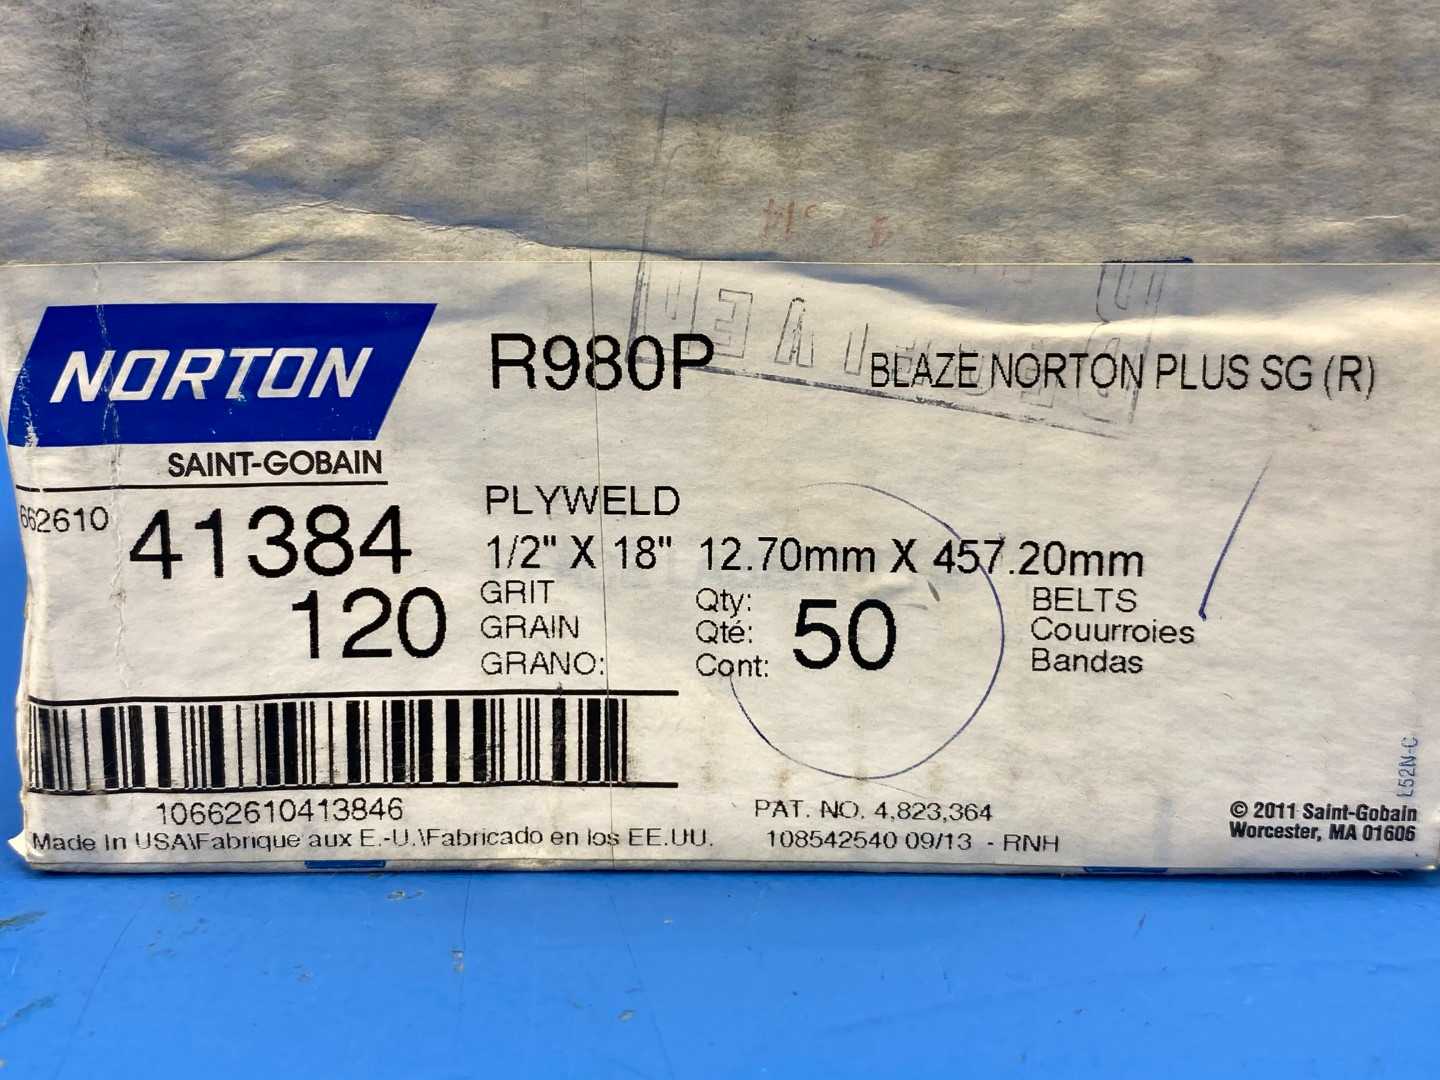 NORTON
SAINT-GOBAIN
R980P
BLAZE NORTON PLUS SG (R)
662610 41384
PLYWELD
1/2" X 18" 12.70mm X 457.20mm
120
GRIT
GRAIN
GRANO:
Qty:
Qté:
Cont:
50
BELTS
Couurroies
Bandas
10662610413846
Made In USA\Fabrique aux E.-U.\Fabricado en los EE.UU.
PAT. NO. 4,823,364
108542540 09/13 - RNH
© 2011 Saint-Gobain
Worcester, MA 01606
L52N-C